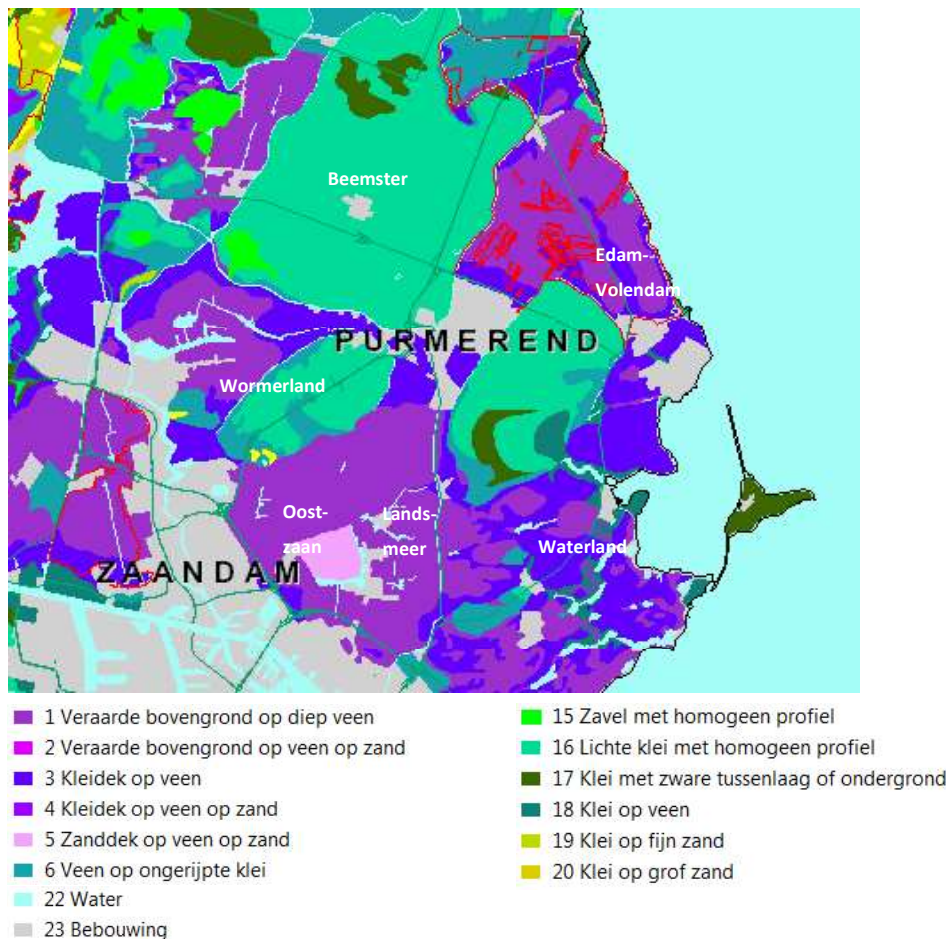 Beemster
Edam-
Volendam
PURMEREND
Wormerland
Oost-
zaan
Lands-
meer
Waterland
ZAANDAM
1 Veraarde bovengrond op diep veen
2 Veraarde bovengrond op veen op zand
3 Kleidek op veen
4 Kleidek op veen op zand
5 Zanddek op veen op zand
6 Veen op ongerijpte klei
22 Water
23 Bebouwing
15 Zavel met homogeen profiel
16 Lichte klei met homogeen profiel
17 Klei met zware tussenlaag of ondergrond
18 Klei op veen
19 Klei op fijn zand
20 Klei op grof zand